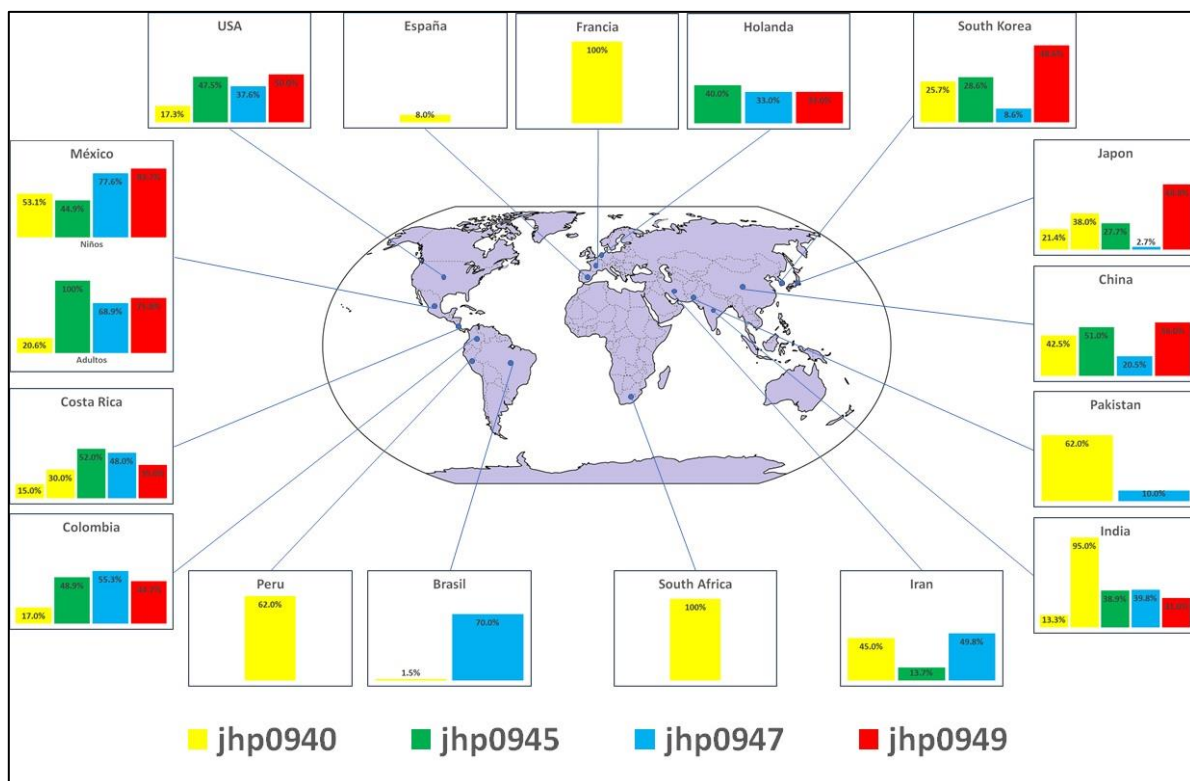 USA
17.3%
47.5%
37.6%
España
8.0%
Francia
100%
Holanda
40.0%
33.0%
South Korea
25.7%
28.6%
8.6%
México
53.1%
44.9%
77.6%
Niños
20.6%
100%
68.9%
Adultos
Japon
21.4%
38.0%
27.7%
2.7%
China
42.5%
51.0%
20.5%
Costa Rica
15.0%
30.0%
52.0%
48.0%
Pakistan
62.0%
10.0%
Colombia
17.0%
48.9%
55.3%
India
13.3%
95.0%
39.8%
Peru
62.0%
Brasil
1.5%
70.0%
South Africa
100%
Iran
45.0%
13.7%
49.8%
jhp0940 jhp0945 jhp0947 jhp0949